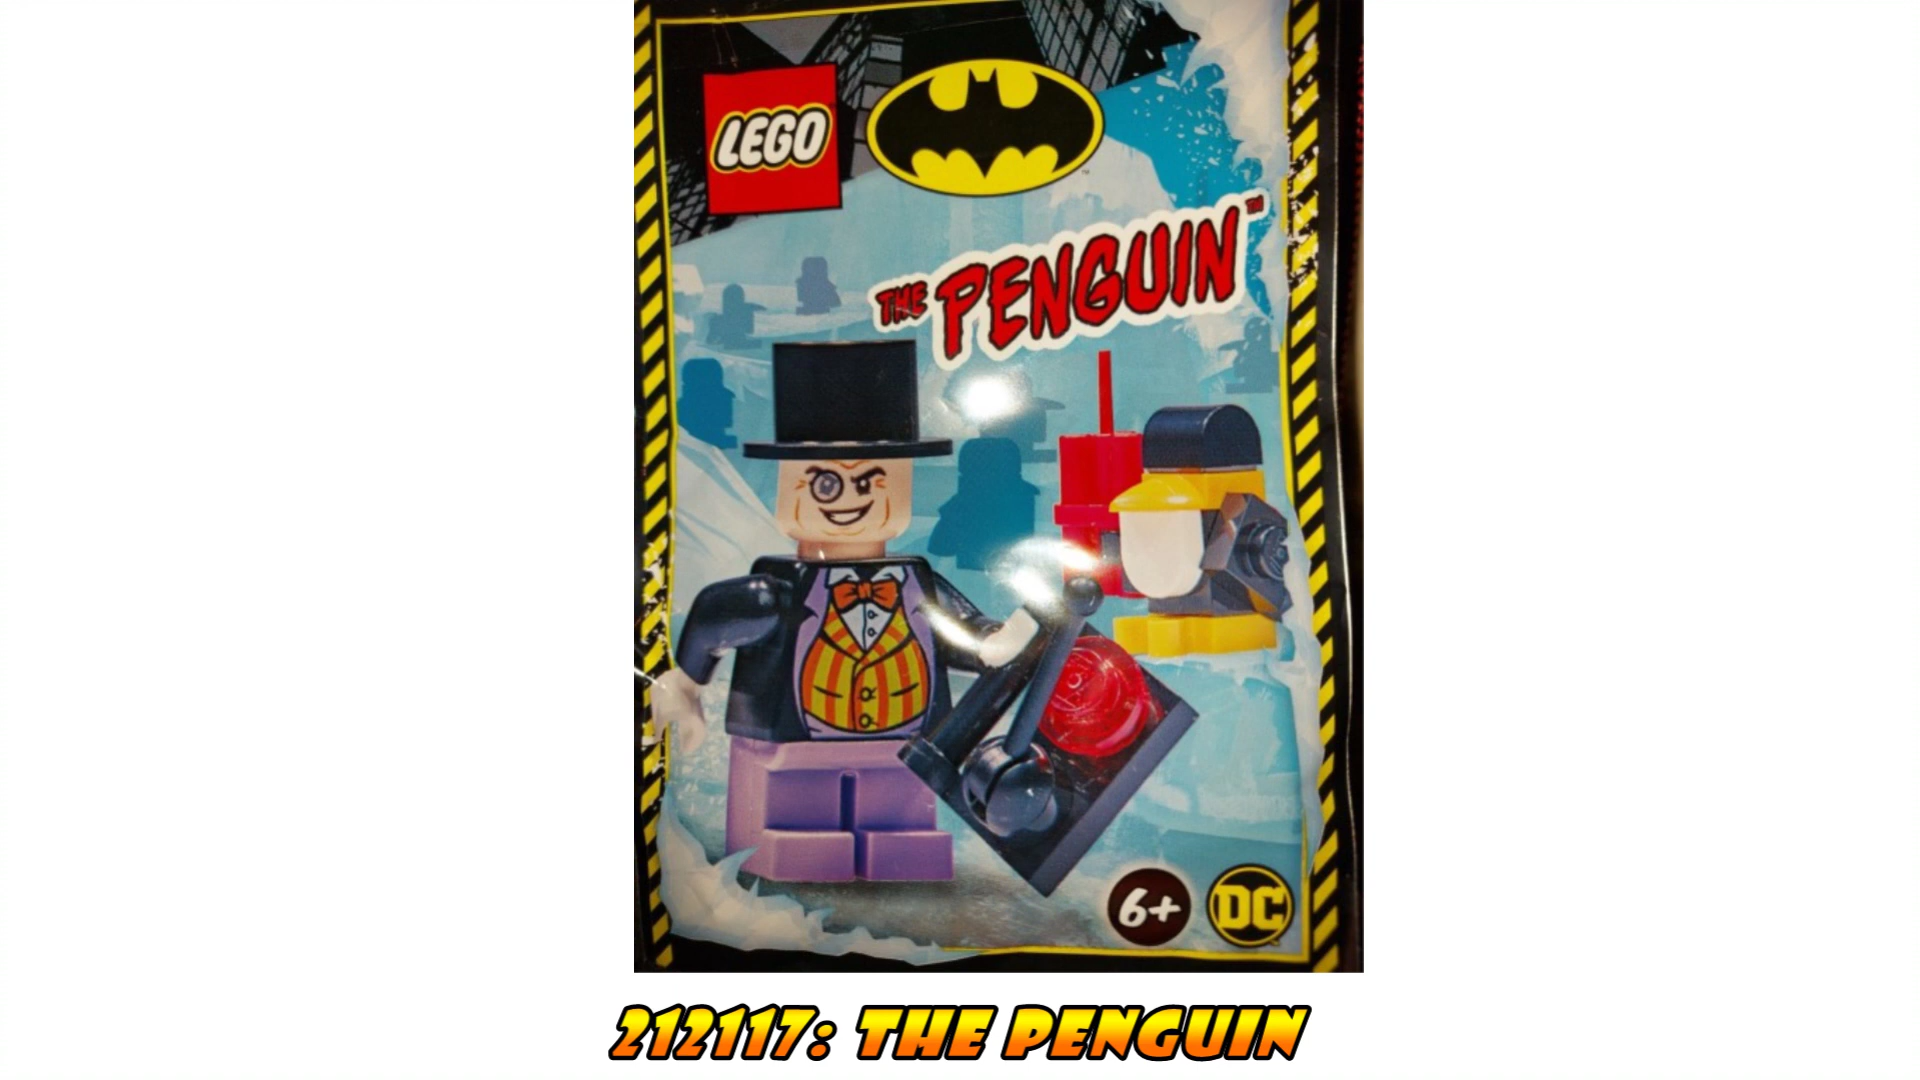 LEGO
THE PENGUIN™
6+
DC
212117: THE PENGUIN